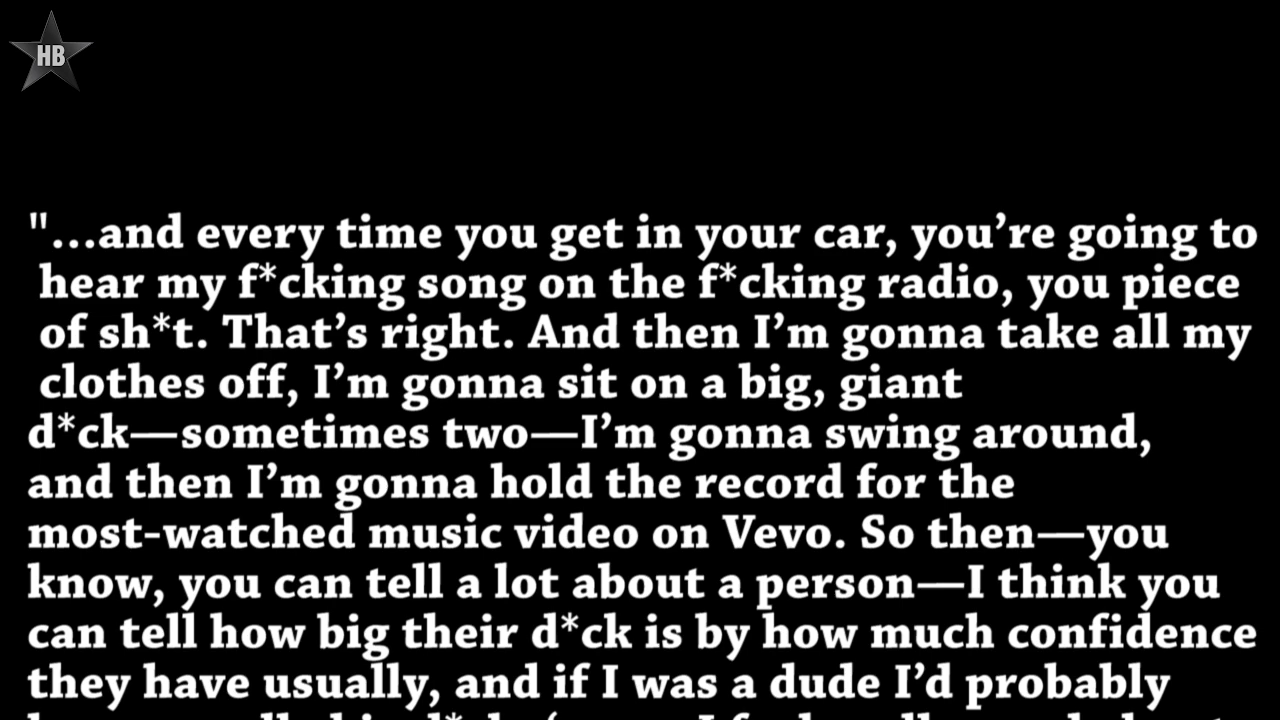 HB
"...and every time you get in your car, you’re going to
hear my f*cking song on the f*cking radio, you piece
of sh*t. That’s right. And then I’m gonna take all my
clothes off, I’m gonna sit on a big, giant
d*ck—sometimes two—I’m gonna swing around,
and then I’m gonna hold the record for the
most-watched music video on Vevo. So then—you
know, you can tell a lot about a person—I think you
can tell how big their d*ck is by how much confidence
they have usually, and if I was a dude I’d probably